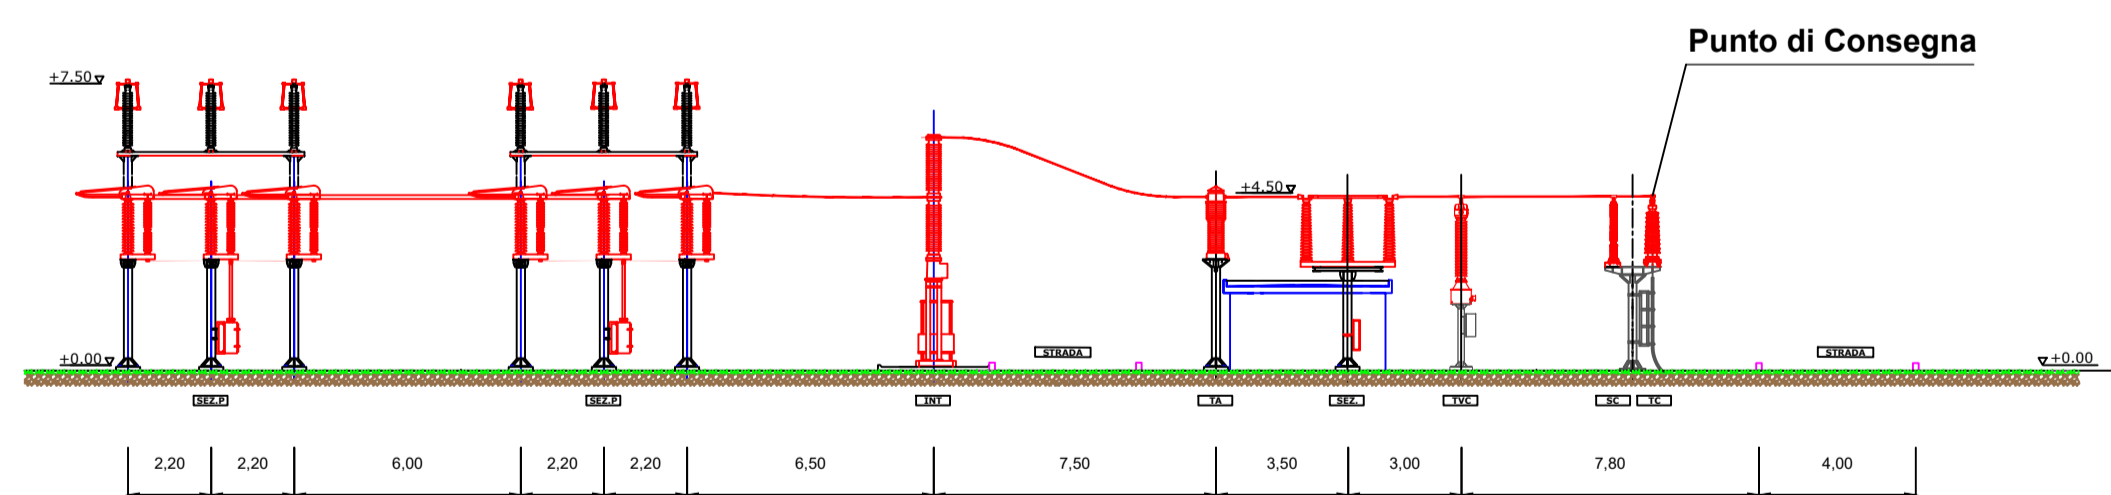 Punto di Consegna
+7.50
+4.50
+0.00
STRADA
STRADA
+0.00
SEZ.P
SEZ.P
INT
TA
SEZ.
TVC
SC
TC
2,20
2,20
6,00
2,20
2,20
6,50
7,50
3,50
3,00
7,80
4,00